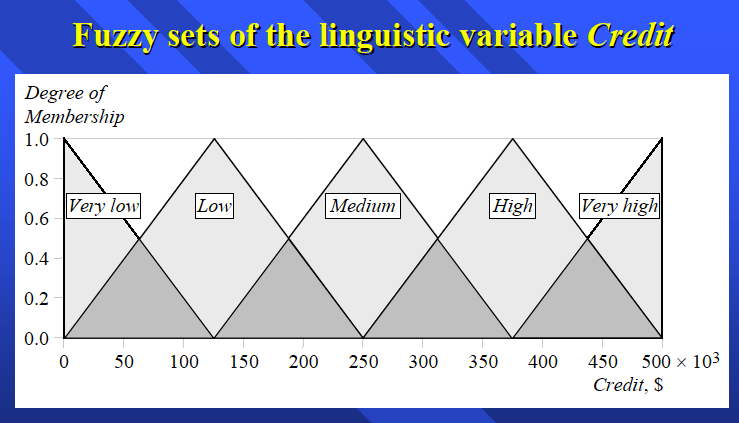 Fuzzy sets of the linguistic variable Credit
Degree of
Membership
1.0
0.8
Very low Low Medium High Very high
0.6
0.4
0.2
0.0
0 50 100 150 200 250 300 350 400 450 500 × 10³
Credit, $